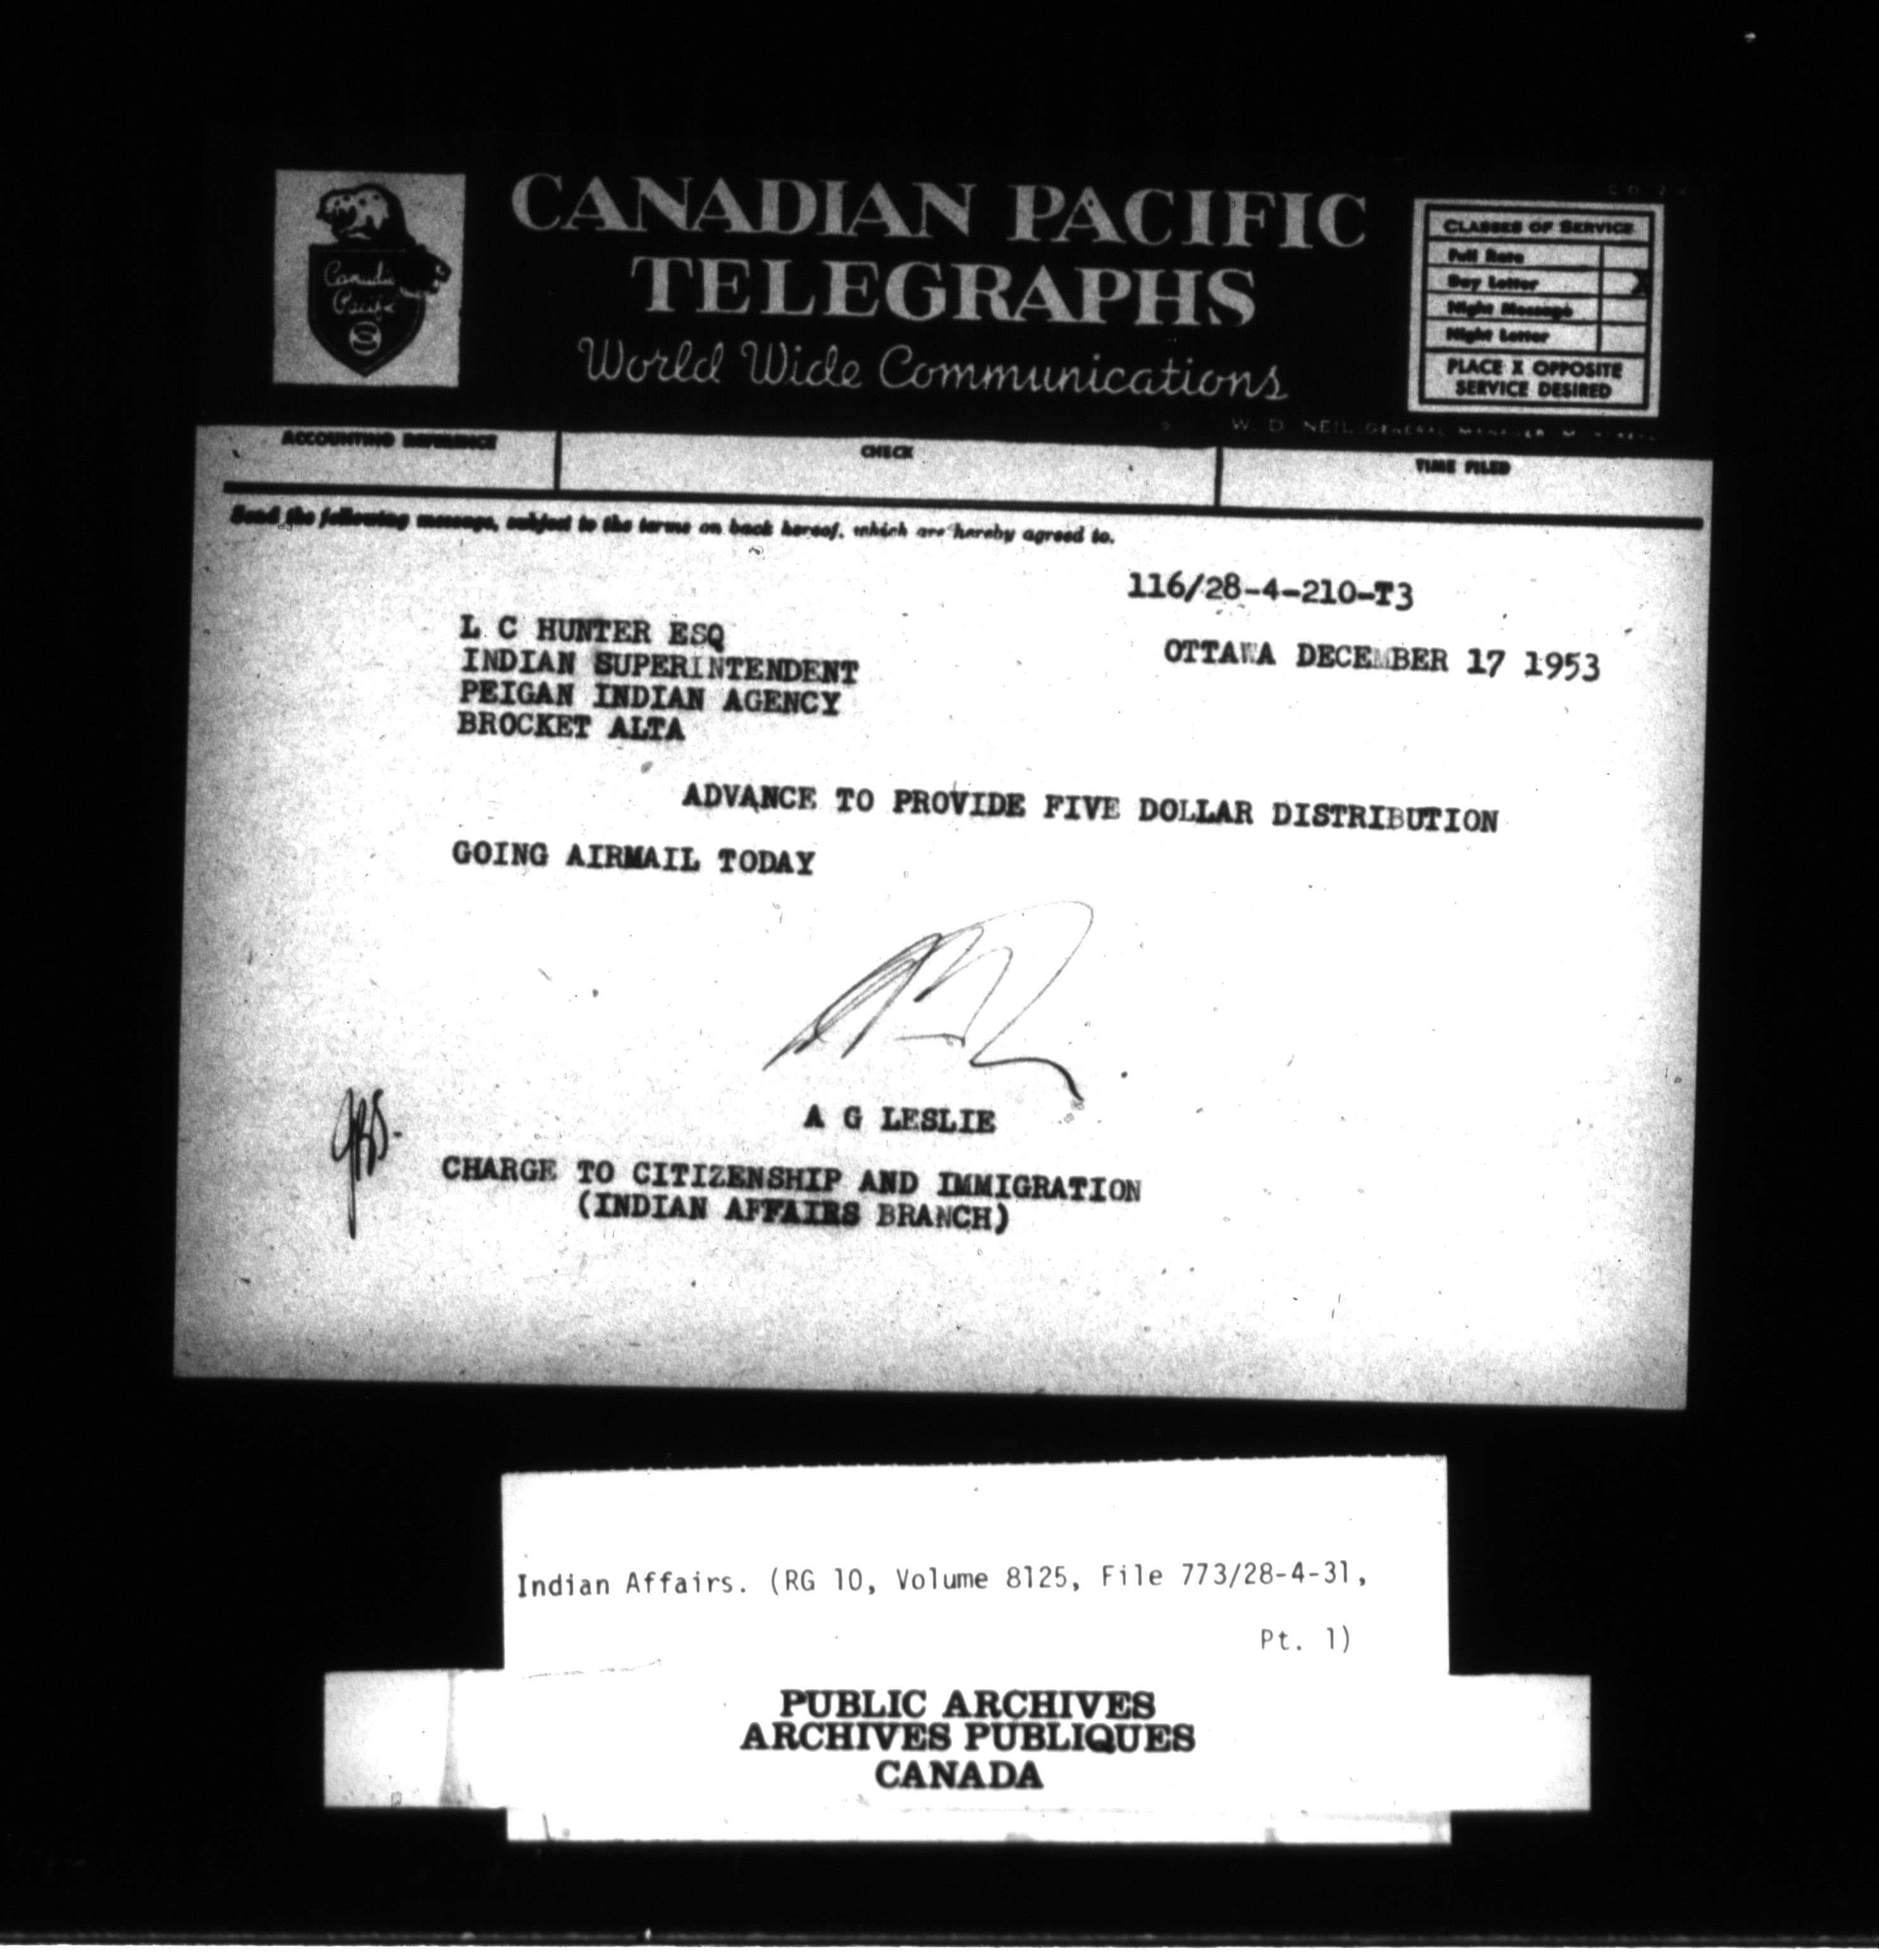 CANADIAN PACIFIC
TELEGRAPHS
World Wide Communications
Canadian
Pacific
CLASSES OF SERVICE
Full Rate
Day Letter
Night Message
Night Letter
PLACE X OPPOSITE
SERVICE DESIRED
W. D. NEIL, GENERAL MANAGER
ACCOUNTING REFERENCE
CHECK
TIME FILED
Send the following message, subject to the terms on back hereof, which are hereby agreed to.
116/28-4-210-T3
L C HUNTER ESQ
OTTAWA DECEMBER 17 1953
INDIAN SUPERINTENDENT
PEIGAN INDIAN AGENCY
BROCKET ALTA
ADVANCE TO PROVIDE FIVE DOLLAR DISTRIBUTION
GOING AIRMAIL TODAY
A G LESLIE
CHARGE TO CITIZENSHIP AND IMMIGRATION
(INDIAN AFFAIRS BRANCH)
Indian Affairs. (RG 10, Volume 8125, File 773/28-4-31,
Pt. 1)
PUBLIC ARCHIVES
ARCHIVES PUBLIQUES
CANADA